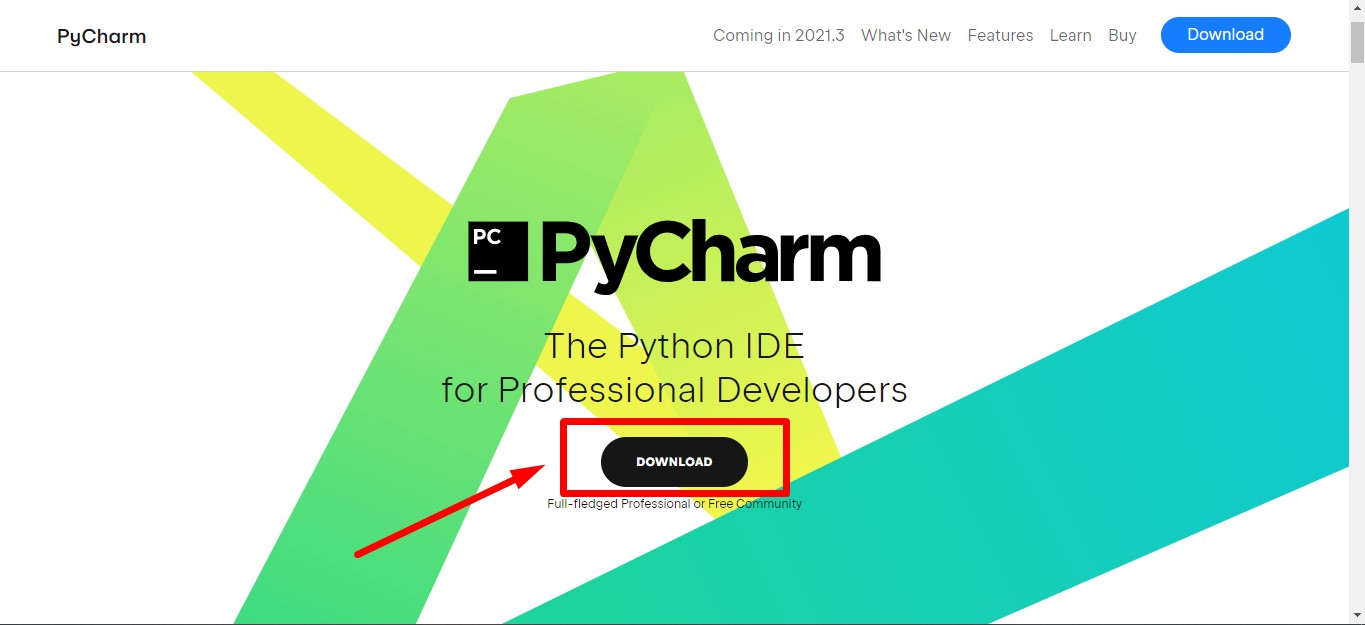 PyCharm
Coming in 2021.3 What's New Features Learn Buy Download
PC
PyCharm
The Python IDE
for Professional Developers
DOWNLOAD
Full-fledged Professional or Free Community